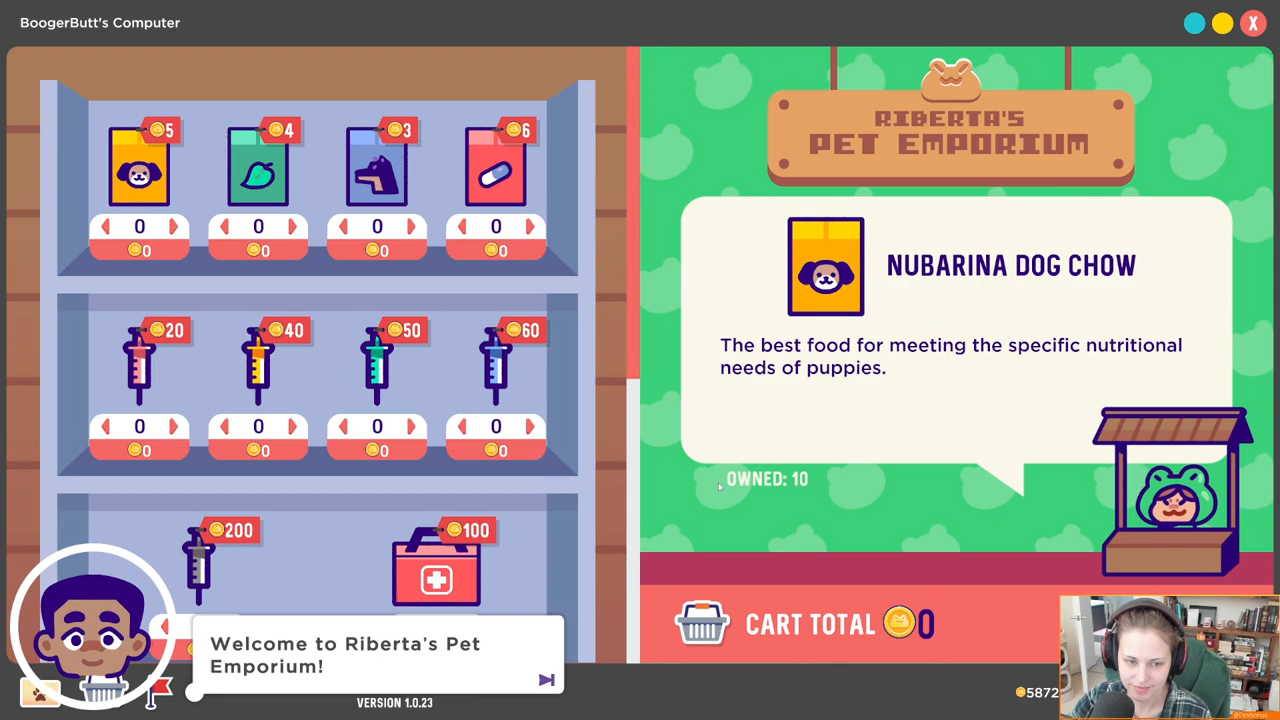 BoogerButt's Computer
X
5
4
3
6
0
0
0
0
0
0
0
0
20
40
50
60
0
0
0
0
0
0
0
0
200
100
Welcome to Riberta's Pet
Emporium!
VERSION 1.0.23
RIBERTA'S
PET EMPORIUM
NUBARINA DOG CHOW
The best food for meeting the specific nutritional
needs of puppies.
OWNED: 10
CART TOTAL 0
5872